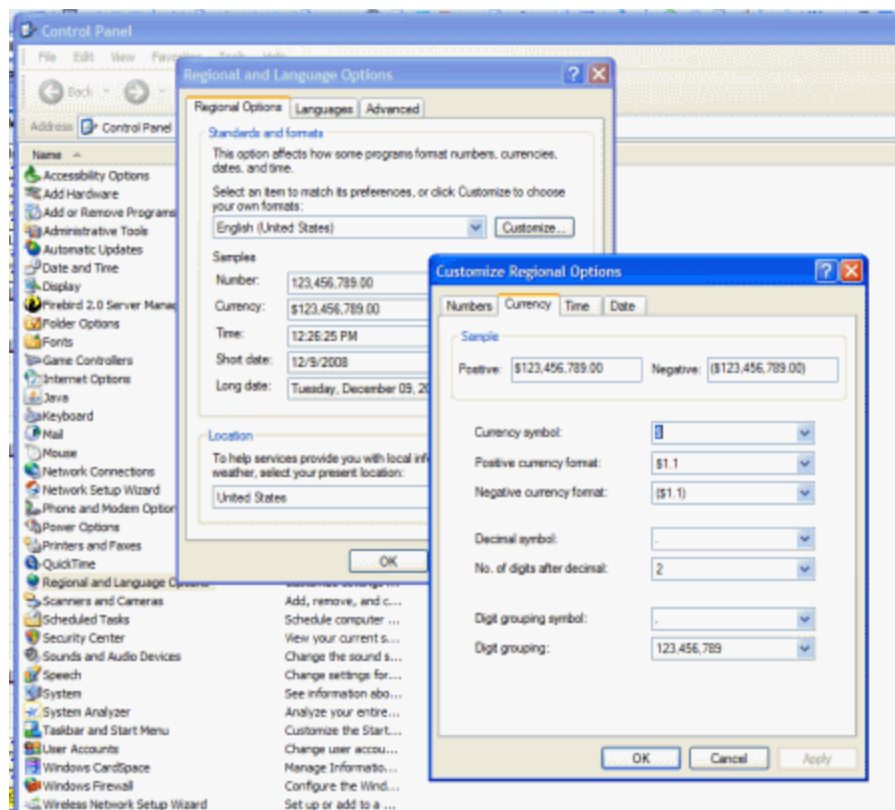 Control Panel
File Edit View Favorites Tools Help
Back
Address Control Panel
Name
Accessibility Options
Add Hardware
Add or Remove Programs
Administrative Tools
Automatic Updates
Date and Time
Display
Firebird 2.0 Server Manag
Folder Options
Fonts
Game Controllers
Internet Options
Java
Keyboard
Mail
Mouse
Network Connections
Network Setup Wizard
Phone and Modem Option
Power Options
Printers and Faxes
QuickTime
Regional and Language Options Customize settings ...
Scanners and Cameras Add, remove, and c...
Scheduled Tasks Schedule computer ...
Security Center View your current s...
Sounds and Audio Devices Change the sound s...
Speech Change settings for...
System See information abo...
System Analyzer Analyze your entire...
Taskbar and Start Menu Customize the Start...
User Accounts Change user accou...
Windows CardSpace Manage Informatio...
Windows Firewall Configure the Wind...
Wireless Network Setup Wizard Set up or add to a ...
Regional and Language Options
Regional Options Languages Advanced
Standards and formats
This option affects how some programs format numbers, currencies,
dates, and time.
Select an item to match its preferences, or click Customize to choose
your own formats:
English (United States) Customize...
Samples
Number: 123,456,789.00
Currency: $123,456,789.00
Time: 12:26:25 PM
Short date: 12/9/2008
Long date: Tuesday, December 09, 20
Location
To help services provide you with local info
weather, select your present location:
United States
OK
Customize Regional Options
Numbers Currency Time Date
Sample
Positive: $123,456,789.00 Negative: ($123,456,789.00)
Currency symbol: $
Positive currency format: $1.1
Negative currency format: ($1.1)
Decimal symbol: .
No. of digits after decimal: 2
Digit grouping symbol: ,
Digit grouping: 123,456,789
OK Cancel Apply